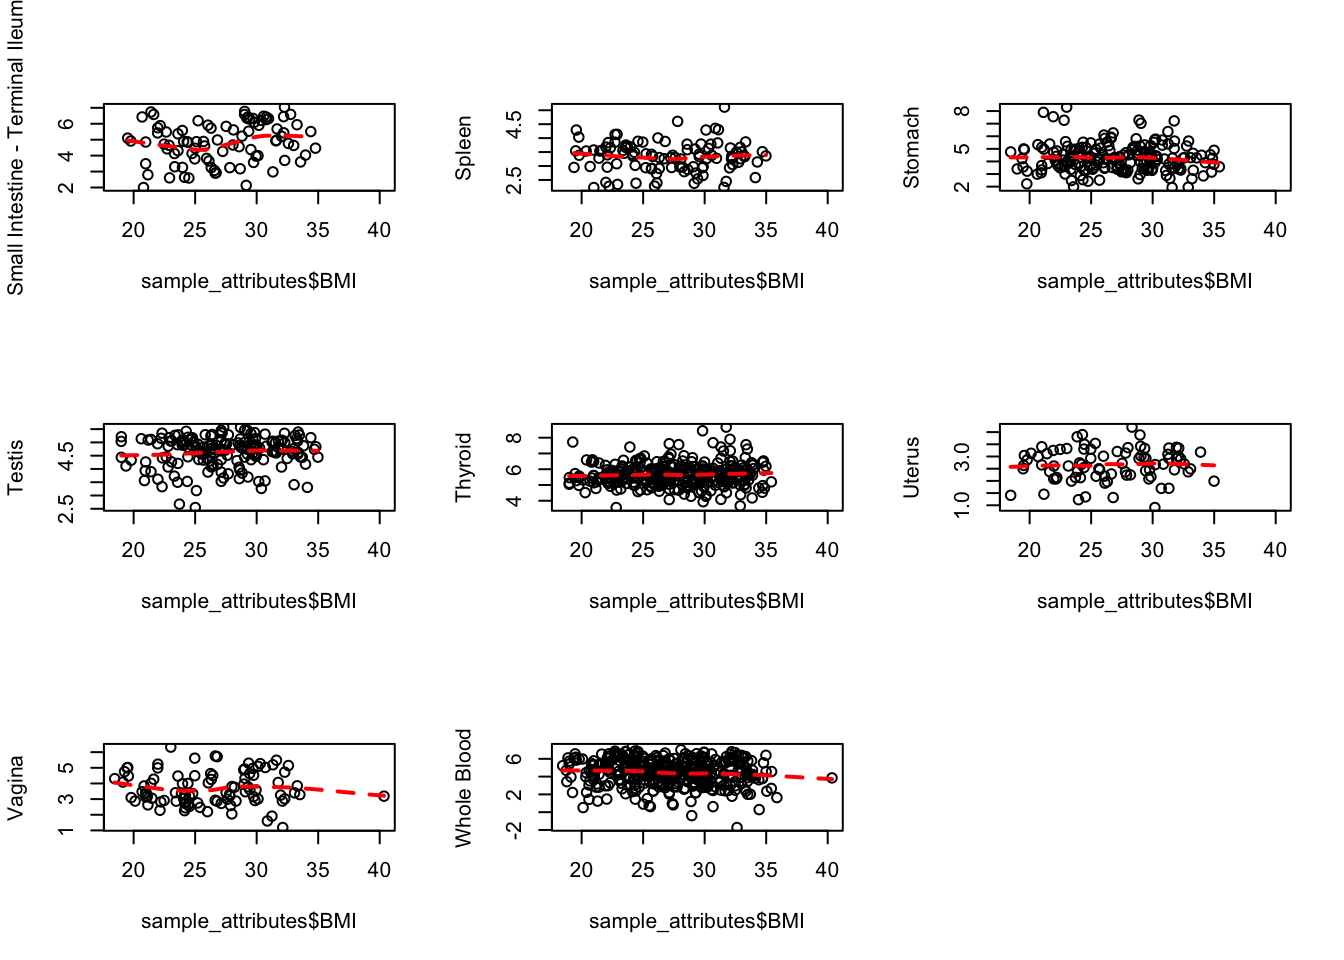 Small Intestine - Terminal Ileum
2 4 6
20 25 30 35 40
sample_attributes$BMI
Spleen
2.5 4.5
20 25 30 35 40
sample_attributes$BMI
Stomach
2 5 8
20 25 30 35 40
sample_attributes$BMI
Testis
2.5 4.5
20 25 30 35 40
sample_attributes$BMI
Thyroid
4 6 8
20 25 30 35 40
sample_attributes$BMI
Uterus
1.0 3.0
20 25 30 35 40
sample_attributes$BMI
Vagina
1 3 5
20 25 30 35 40
sample_attributes$BMI
Whole Blood
-2 2 6
20 25 30 35 40
sample_attributes$BMI